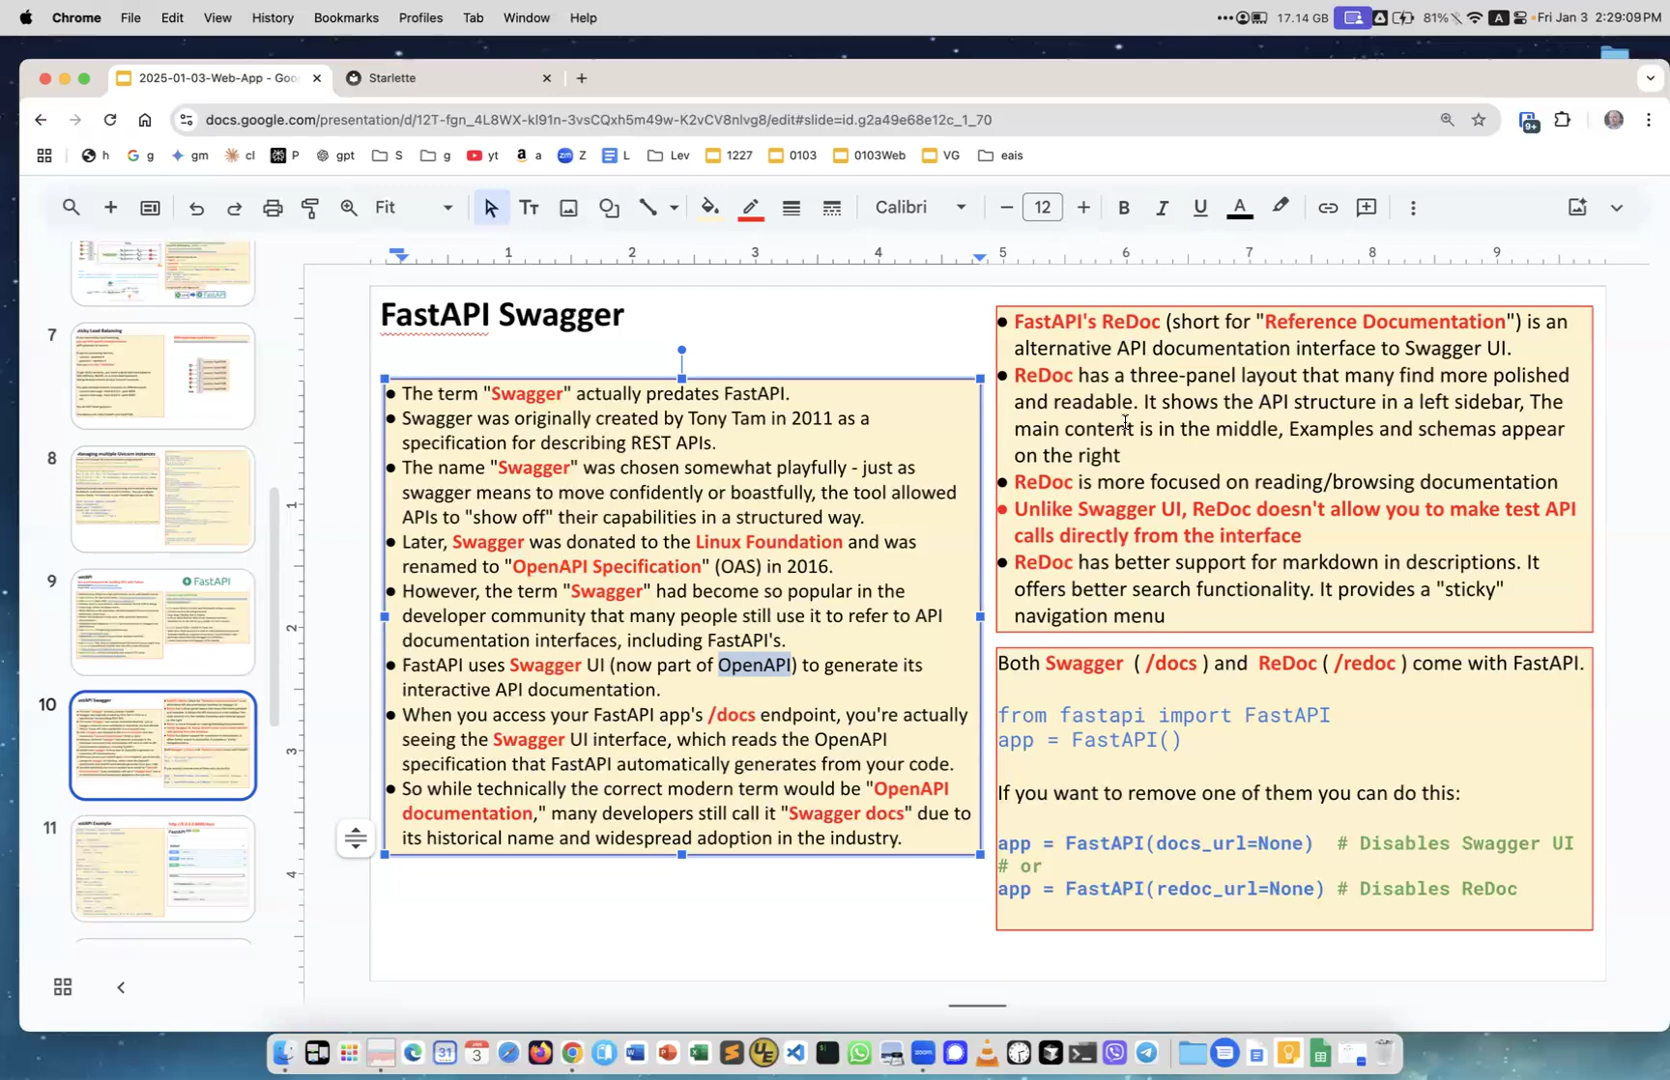 Chrome File Edit View History Bookmarks Profiles Tab Window Help 17.14 GB 81% A Fri Jan 3 2:29:09 PM
2025-01-03-Web-App - Goo Starlette
docs.google.com/presentation/d/12T-fgn_4L8WX-kl91n-3vsCQxh5m49w-K2vCV8nlvg8/edit#slide=id.g2a49e68e12c_1_70 9+
h g gm cl P gpt S g yt a Z L Lev 1227 0103 0103Web VG eais
Fit Calibri 12
1 2 3 4 5 6 7 8 9
7
8
9
10
11
1
2
3
4
FastAPI
FastAPI Swagger
● The term "Swagger" actually predates FastAPI.
● Swagger was originally created by Tony Tam in 2011 as a
specification for describing REST APIs.
● The name "Swagger" was chosen somewhat playfully - just as
swagger means to move confidently or boastfully, the tool allowed
APIs to "show off" their capabilities in a structured way.
● Later, Swagger was donated to the Linux Foundation and was
renamed to "OpenAPI Specification" (OAS) in 2016.
● However, the term "Swagger" had become so popular in the
developer community that many people still use it to refer to API
documentation interfaces, including FastAPI's.
● FastAPI uses Swagger UI (now part of OpenAPI) to generate its
interactive API documentation.
● When you access your FastAPI app's /docs endpoint, you're actually
seeing the Swagger UI interface, which reads the OpenAPI
specification that FastAPI automatically generates from your code.
● So while technically the correct modern term would be "OpenAPI
documentation," many developers still call it "Swagger docs" due to
its historical name and widespread adoption in the industry.
● FastAPI's ReDoc (short for "Reference Documentation") is an
alternative API documentation interface to Swagger UI.
● ReDoc has a three-panel layout that many find more polished
and readable. It shows the API structure in a left sidebar, The
main content is in the middle, Examples and schemas appear
on the right
● ReDoc is more focused on reading/browsing documentation
● Unlike Swagger UI, ReDoc doesn't allow you to make test API
calls directly from the interface
● ReDoc has better support for markdown in descriptions. It
offers better search functionality. It provides a "sticky"
navigation menu
Both Swagger ( /docs ) and ReDoc ( /redoc ) come with FastAPI.
from fastapi import FastAPI
app = FastAPI()
If you want to remove one of them you can do this:
app = FastAPI(docs_url=None) # Disables Swagger UI
# or
app = FastAPI(redoc_url=None) # Disables ReDoc